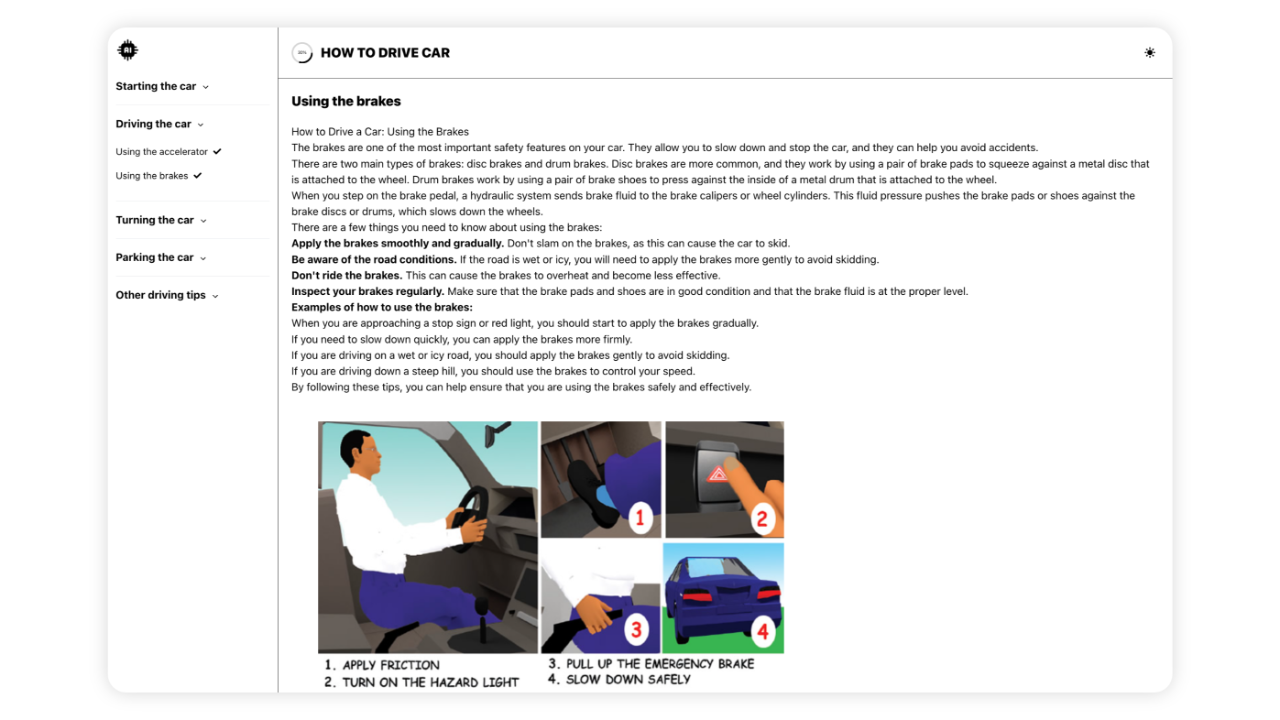 AI
Starting the car
Driving the car
Using the accelerator
Using the brakes
Turning the car
Parking the car
Other driving tips
HOW TO DRIVE CAR
Using the brakes
How to Drive a Car: Using the Brakes
The brakes are one of the most important safety features on your car. They allow you to slow down and stop the car, and they can help you avoid accidents.
There are two main types of brakes: disc brakes and drum brakes. Disc brakes are more common, and they work by using a pair of brake pads to squeeze against a metal disc that
is attached to the wheel. Drum brakes work by using a pair of brake shoes to press against the inside of a metal drum that is attached to the wheel.
When you step on the brake pedal, a hydraulic system sends brake fluid to the brake calipers or wheel cylinders. This fluid pressure pushes the brake pads or shoes against the
brake discs or drums, which slows down the wheels.
There are a few things you need to know about using the brakes:
Apply the brakes smoothly and gradually. Don't slam on the brakes, as this can cause the car to skid.
Be aware of the road conditions. If the road is wet or icy, you will need to apply the brakes more gently to avoid skidding.
Don't ride the brakes. This can cause the brakes to overheat and become less effective.
Inspect your brakes regularly. Make sure that the brake pads and shoes are in good condition and that the brake fluid is at the proper level.
Examples of how to use the brakes:
When you are approaching a stop sign or red light, you should start to apply the brakes gradually.
If you need to slow down quickly, you can apply the brakes more firmly.
If you are driving on a wet or icy road, you should apply the brakes gently to avoid skidding.
If you are driving down a steep hill, you should use the brakes to control your speed.
By following these tips, you can help ensure that you are using the brakes safely and effectively.
1
2
3
4
1. APPLY FRICTION
2. TURN ON THE HAZARD LIGHT
3. PULL UP THE EMERGENCY BRAKE
4. SLOW DOWN SAFELY